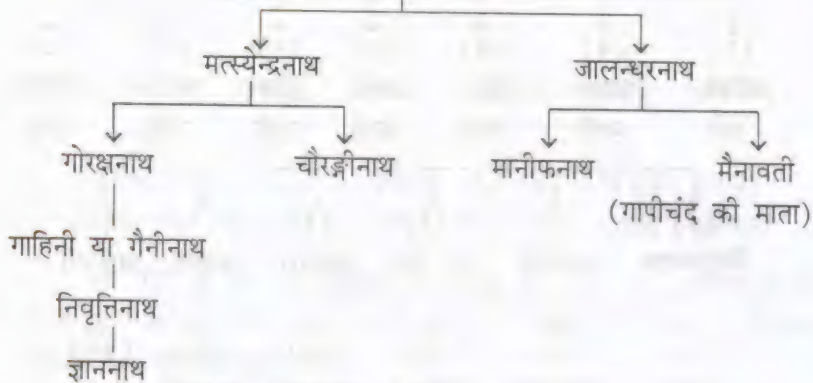 मत्स्येन्द्रनाथ जालन्धरनाथ
गोरक्षनाथ चौरङ्गीनाथ मानीफनाथ मैनावती
(गापीचंद की माता)
गाहिनी या गैनीनाथ
निवृत्तिनाथ
ज्ञाननाथ